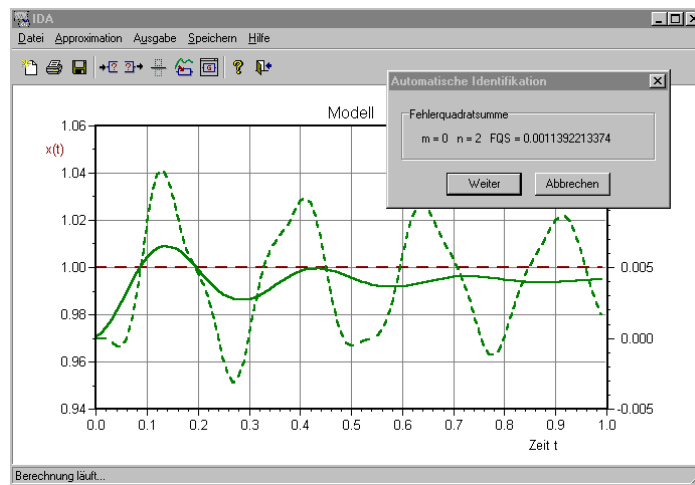 IDA
Datei Approximation Ausgabe Speichern Hilfe
Automatische Identifikation
Fehlerquadratsumme
m = 0 n = 2 FQS = 0.0011392213374
Weiter Abbrechen
Modell
x(t)
1.06
1.04
1.02
1.00
0.98
0.96
0.94
0.005
0.000
-0.005
0.0 0.1 0.2 0.3 0.4 0.5 0.6 0.7 0.8 0.9 1.0
Zeit t
Berechnung läuft...